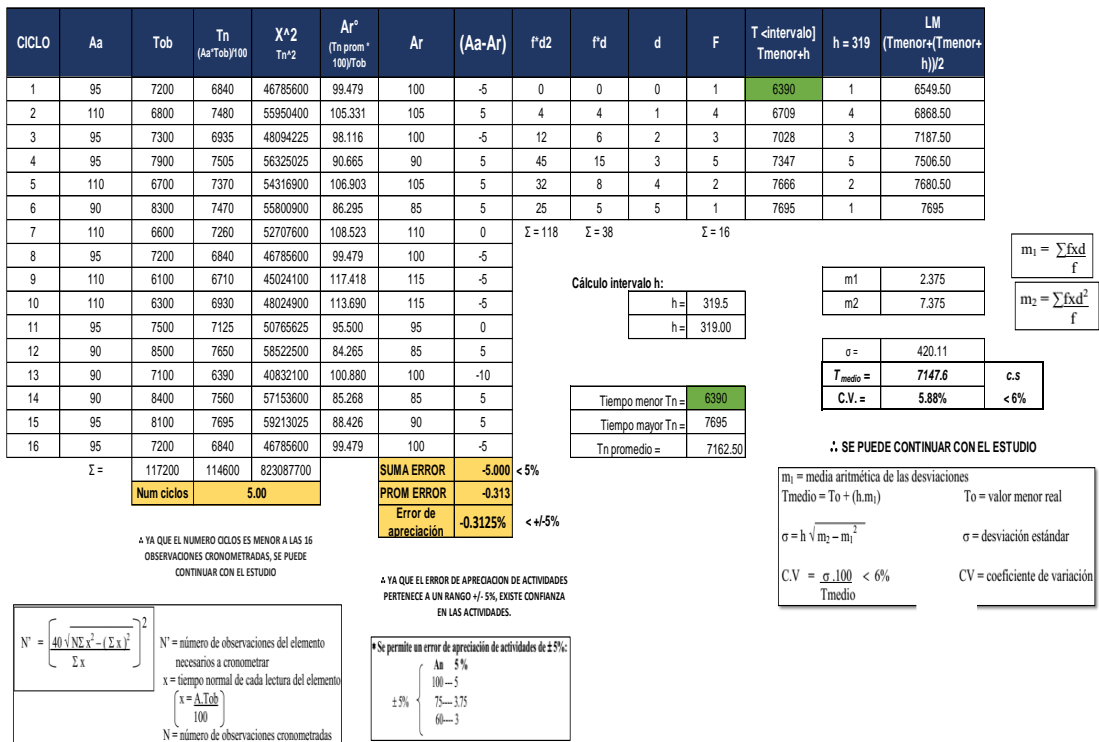 CICLO Aa Tob Tn (Aa*Tob)/100 X^2 Tn^2 Ar° (Tn prom * 100)/Tob Ar (Aa-Ar) f*d2 f*d d F T <intervalo] Tmenor+h h = 319 LM (Tmenor+(Tmenor+h))/2
1 95 7200 6840 46785600 99.479 100 -5 0 0 0 1 6390 1 6549.50
2 110 6800 7480 55950400 105.331 105 5 4 4 1 4 6709 4 6868.50
3 95 7300 6935 48094225 98.116 100 -5 12 6 2 3 7028 3 7187.50
4 95 7900 7505 56325025 90.665 90 5 45 15 3 5 7347 5 7506.50
5 110 6700 7370 54316900 106.903 105 5 32 8 4 2 7666 2 7680.50
6 90 8300 7470 55800900 86.295 85 5 25 5 5 1 7695 1 7695
7 110 6600 7260 52707600 108.523 110 0 Σ = 118 Σ = 38 Σ = 16
8 95 7200 6840 46785600 99.479 100 -5
9 110 6100 6710 45024100 117.418 115 -5
10 110 6300 6930 48024900 113.690 115 -5
11 95 7500 7125 50765625 95.500 95 0
12 90 8500 7650 58522500 84.265 85 5
13 90 7100 6390 40832100 100.880 100 -10
14 90 8400 7560 57153600 85.268 85 5
15 95 8100 7695 59213025 88.426 90 5
16 95 7200 6840 46785600 99.479 100 -5
Σ = 117200 114600 823087700 SUMA ERROR -5.000 < 5%
Num ciclos 5.00 PROM ERROR -0.313
Error de apreciación -0.3125% < +/-5%
Cálculo intervalo h:
h = 319.5
h = 319.00
m1 2.375
m2 7.375
m₁ = ∑fxd
f
m₂ = ∑fxd²
f
σ = 420.11
Tmedio = 7147.6 c.s
C.V. = 5.88% < 6%
Tiempo menor Tn = 6390
Tiempo mayor Tn = 7695
Tn promedio = 7162.50
∴ SE PUEDE CONTINUAR CON EL ESTUDIO
m₁ = media aritmética de las desviaciones
Tmedio = To + (h.m₁) To = valor menor real
σ = h √ m₂ – m₁² σ = desviación estándar
C.V = σ .100 < 6% CV = coeficiente de variación
Tmedio
∴ YA QUE EL NUMERO CICLOS ES MENOR A LAS 16
OBSERVACIONES CRONOMETRADAS, SE PUEDE
CONTINUAR CON EL ESTUDIO
∴ YA QUE EL ERROR DE APRECIACION DE ACTIVIDADES
PERTENECE A UN RANGO +/- 5%, EXISTE CONFIANZA
EN LAS ACTIVIDADES.
N' = (40 √ NΣ x² – ( Σ x )²)²
Σ x
N' = número de observaciones del elemento
necesarios a cronometrar
x = tiempo normal de cada lectura del elemento
(x = A.Tob)
100
N = número de observaciones cronometradas
* Se permite un error de apreciación de actividades de ± 5%:
An 5 %
100 --- 5
± 5% 75---- 3.75
60---- 3